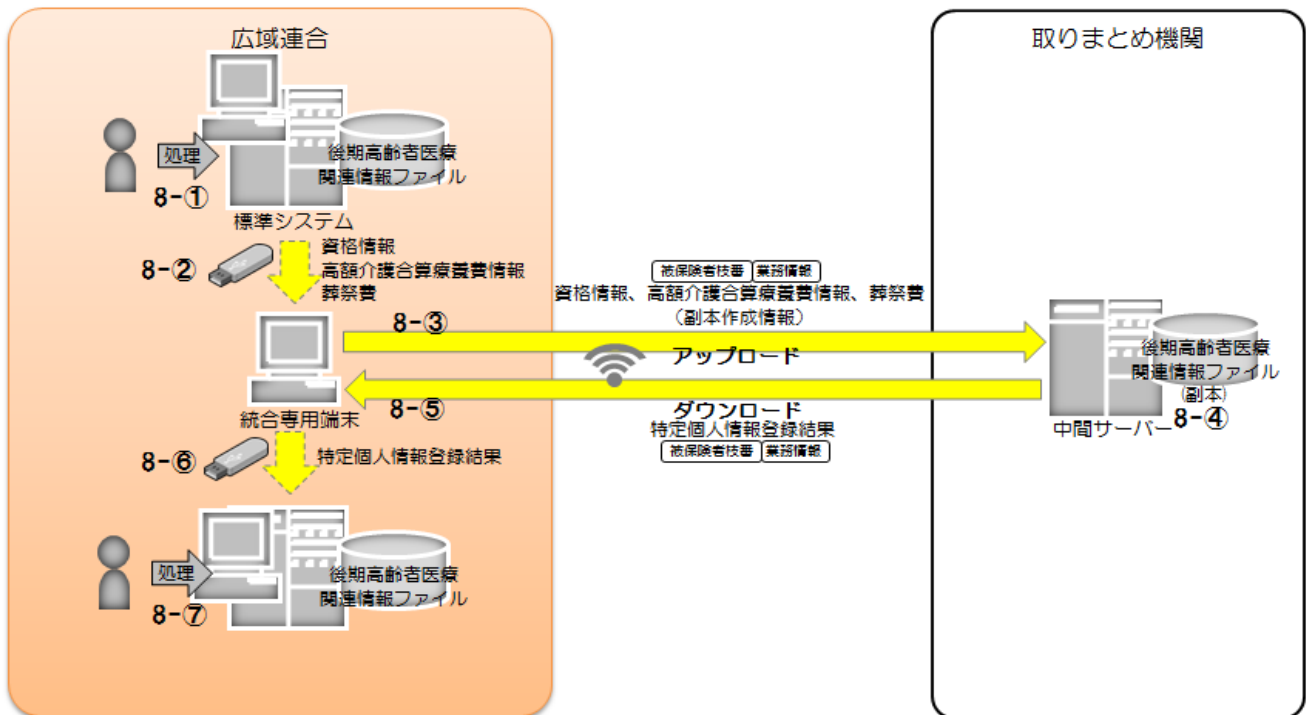 広域連合
取りまとめ機関
処理
8-①
後期高齢者医療
関連情報ファイル
標準システム
8-②
資格情報
高額介護合算療養費情報
葬祭費
被保険者枝番 業務情報
資格情報、高額介護合算療養費情報、葬祭費
(副本作成情報)
8-③
アップロード
後期高齢者医療
関連情報ファイル
(副本)
8-④
中間サーバー
8-⑤
ダウンロード
特定個人情報登録結果
被保険者枝番 業務情報
統合専用端末
8-⑥
特定個人情報登録結果
処理
8-⑦
後期高齢者医療
関連情報ファイル